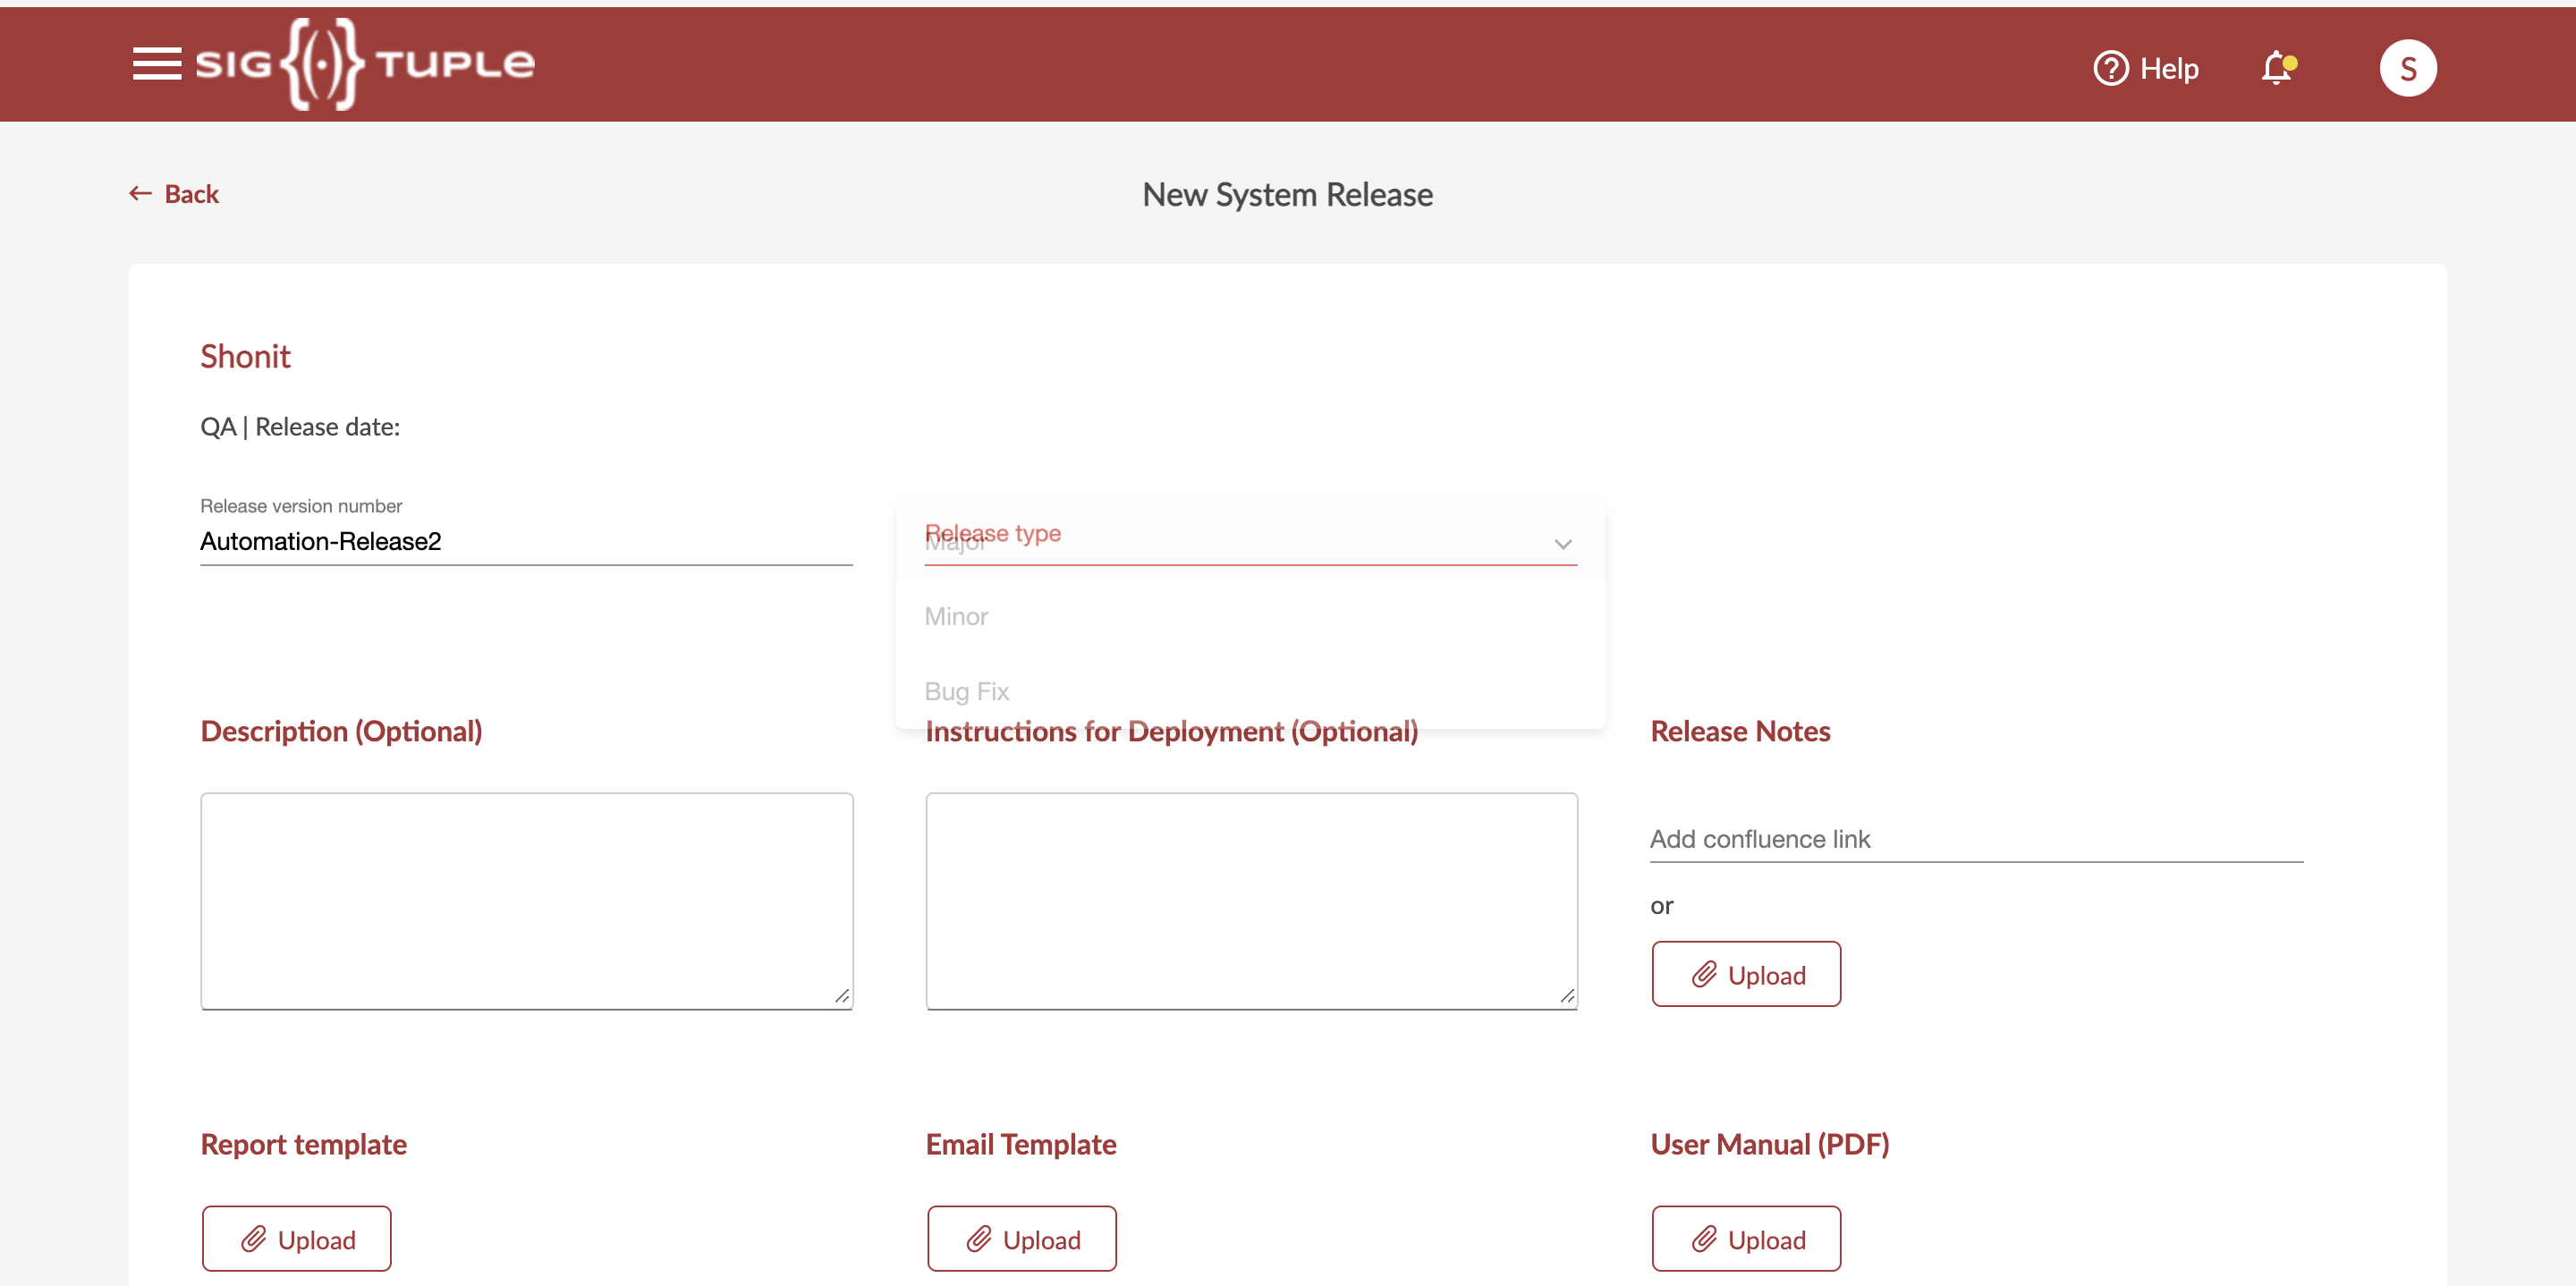 SIG{(·)}TUPLE
Help
S
Back
New System Release
Shonit
QA | Release date:
Release version number
Automation-Release2
Release type
Major
Minor
Bug Fix
Description (Optional)
Instructions for Deployment (Optional)
Release Notes
Add confluence link
or
Upload
Report template
Email Template
User Manual (PDF)
Upload
Upload
Upload